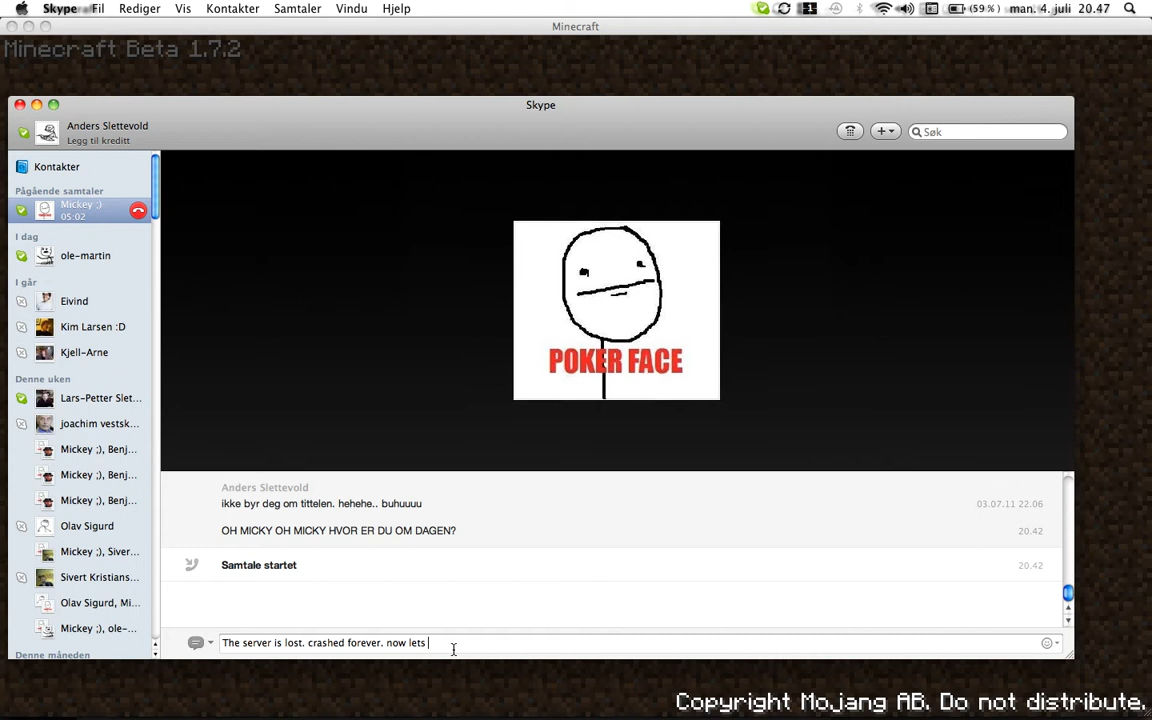 Skype Fil Rediger Vis Kontakter Samtaler Vindu Hjelp 1 (59 %) man. 4. juli 20.47
Minecraft
Minecraft Beta 1.7.2
Skype
Anders Slettevold
Legg til kreditt
Søk
Kontakter
Pågående samtaler
Mickey ;)
05:02
I dag
ole-martin
I går
Eivind
Kim Larsen :D
Kjell-Arne
Denne uken
Lars-Petter Slet...
joachim vestsk...
Mickey ;), Benj...
Mickey ;), Benj...
Mickey ;), Benj...
Olav Sigurd
Mickey ;), Siver...
Sivert Kristians...
Olav Sigurd, Mi...
Mickey ;), ole-...
Denne måneden
POKER FACE
Anders Slettevold
ikke byr deg om tittelen. hehehe.. buhuuuu 03.07.11 22.06
OH MICKY OH MICKY HVOR ER DU OM DAGEN? 20.42
Samtale startet 20.42
The server is lost. crashed forever. now lets
Copyright Mojang AB. Do not distribute.